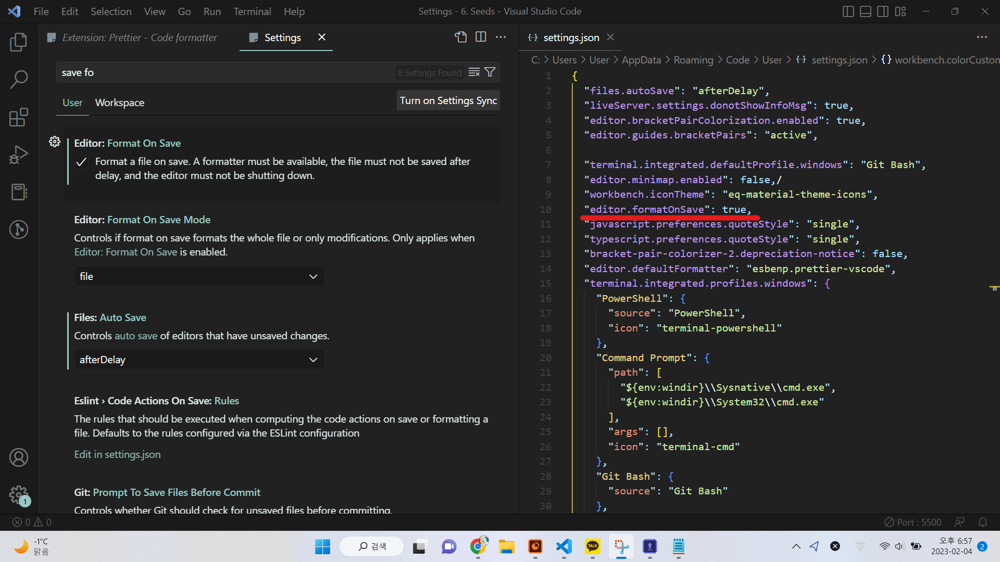 File Edit Selection View Go Run Terminal Help
Settings - 6. Seeds - Visual Studio Code
Extension: Prettier - Code formatter
Settings
save fo
8 Settings Found
User Workspace
Turn on Settings Sync
Editor: Format On Save
Format a file on save. A formatter must be available, the file must not be saved after
delay, and the editor must not be shutting down.
Editor: Format On Save Mode
Controls if format on save formats the whole file or only modifications. Only applies when
Editor: Format On Save is enabled.
file
Files: Auto Save
Controls auto save of editors that have unsaved changes.
afterDelay
Eslint › Code Actions On Save: Rules
The rules that should be executed when computing the code actions on save or formatting a
file. Defaults to the rules configured via the ESLint configuration
Edit in settings.json
Git: Prompt To Save Files Before Commit
Controls whether Git should check for unsaved files before committing.
settings.json
C: > Users > User > AppData > Roaming > Code > User > {} settings.json > {} workbench.colorCustom
1 {
2 "files.autoSave": "afterDelay",
3 "liveServer.settings.donotShowInfoMsg": true,
4 "editor.bracketPairColorization.enabled": true,
5 "editor.guides.bracketPairs": "active",
6
7 "terminal.integrated.defaultProfile.windows": "Git Bash",
8 "editor.minimap.enabled": false,/
9 "workbench.iconTheme": "eq-material-theme-icons",
10 "editor.formatOnSave": true,
11 "javascript.preferences.quoteStyle": "single",
12 "typescript.preferences.quoteStyle": "single",
13 "bracket-pair-colorizer-2.depreciation-notice": false,
14 "editor.defaultFormatter": "esbenp.prettier-vscode",
15 "terminal.integrated.profiles.windows": {
16 "PowerShell": {
17 "source": "PowerShell",
18 "icon": "terminal-powershell"
19 },
20 "Command Prompt": {
21 "path": [
22 "${env:windir}\\Sysnative\\cmd.exe",
23 "${env:windir}\\System32\\cmd.exe"
24 ],
25 "args": [],
26 "icon": "terminal-cmd"
27 },
28 "Git Bash": {
29 "source": "Git Bash"
30 },
1
0 0
Port : 5500
-1°C
맑음
검색
TALK
오후 6:57
2023-02-04
2